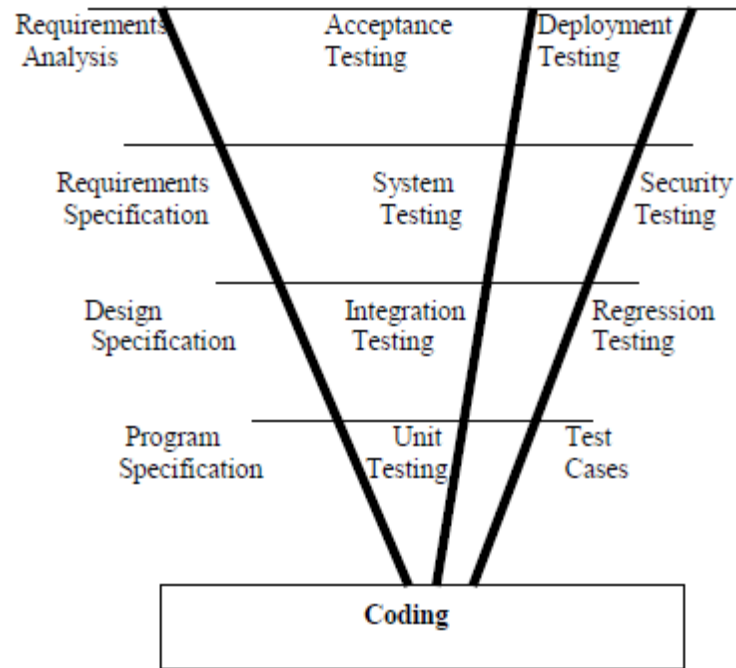 Requirements Acceptance Deployment
Analysis Testing Testing
Requirements System Security
Specification Testing Testing
Design Integration Regression
Specification Testing Testing
Program Unit Test
Specification Testing Cases
Coding